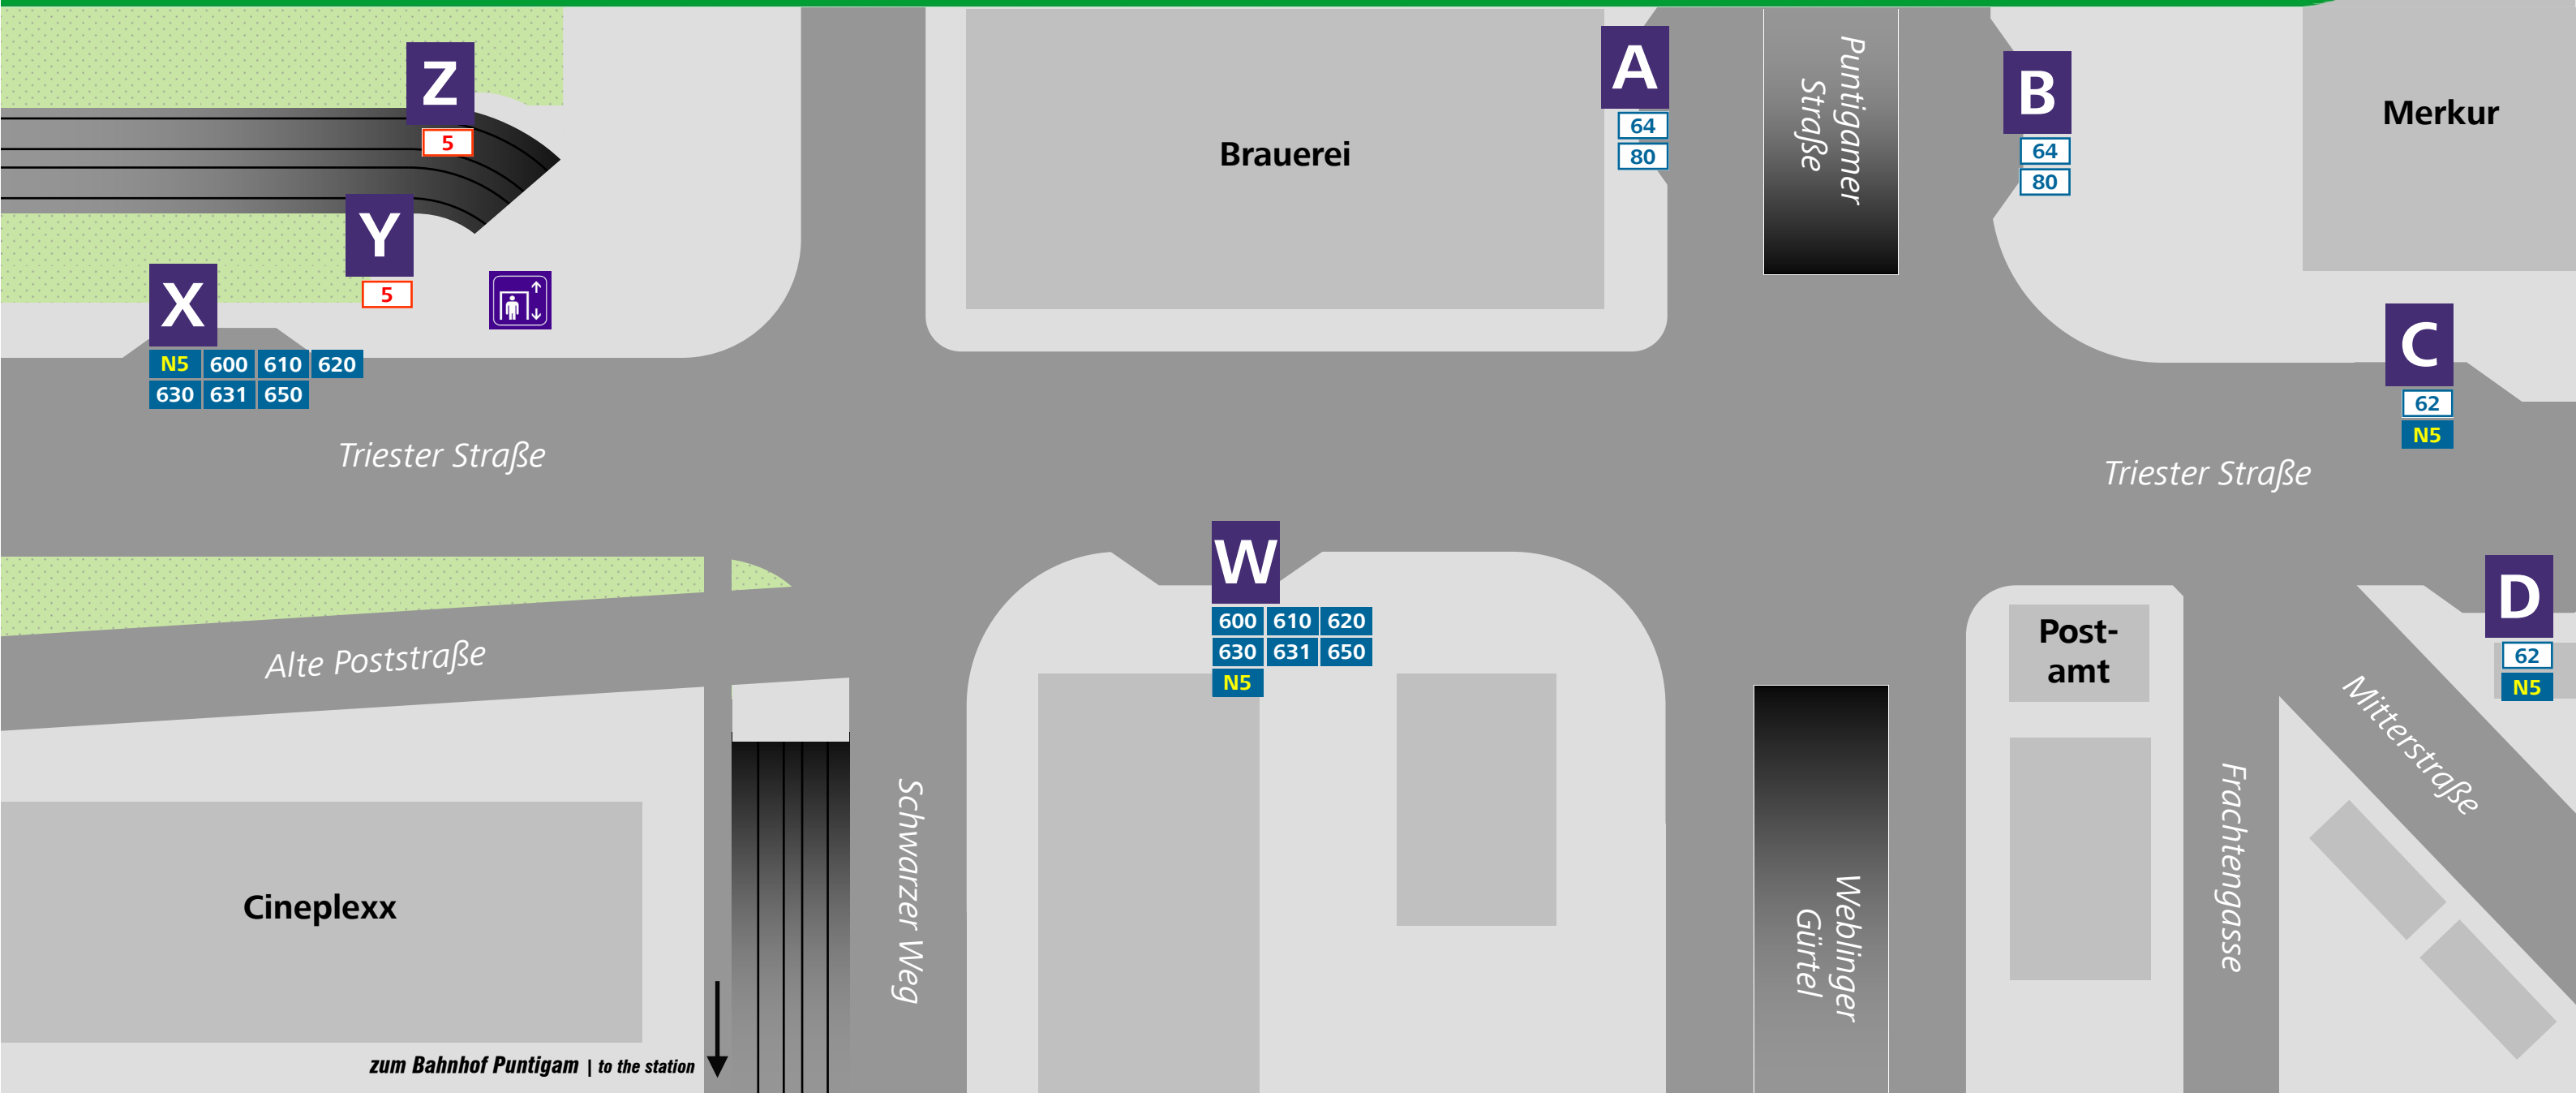 Z
5
Y
5
X
N5 600 610 620
630 631 650
Brauerei
A
64
80
Puntigamer
Straße
B
64
80
Merkur
C
62
N5
Triester Straße
Triester Straße
W
600 610 620
630 631 650
N5
Alte Poststraße
Cineplexx
zum Bahnhof Puntigam | to the station
Schwarzer Weg
Weblinger
Gürtel
Post-
amt
Frachtengasse
Mitterstraße
D
62
N5